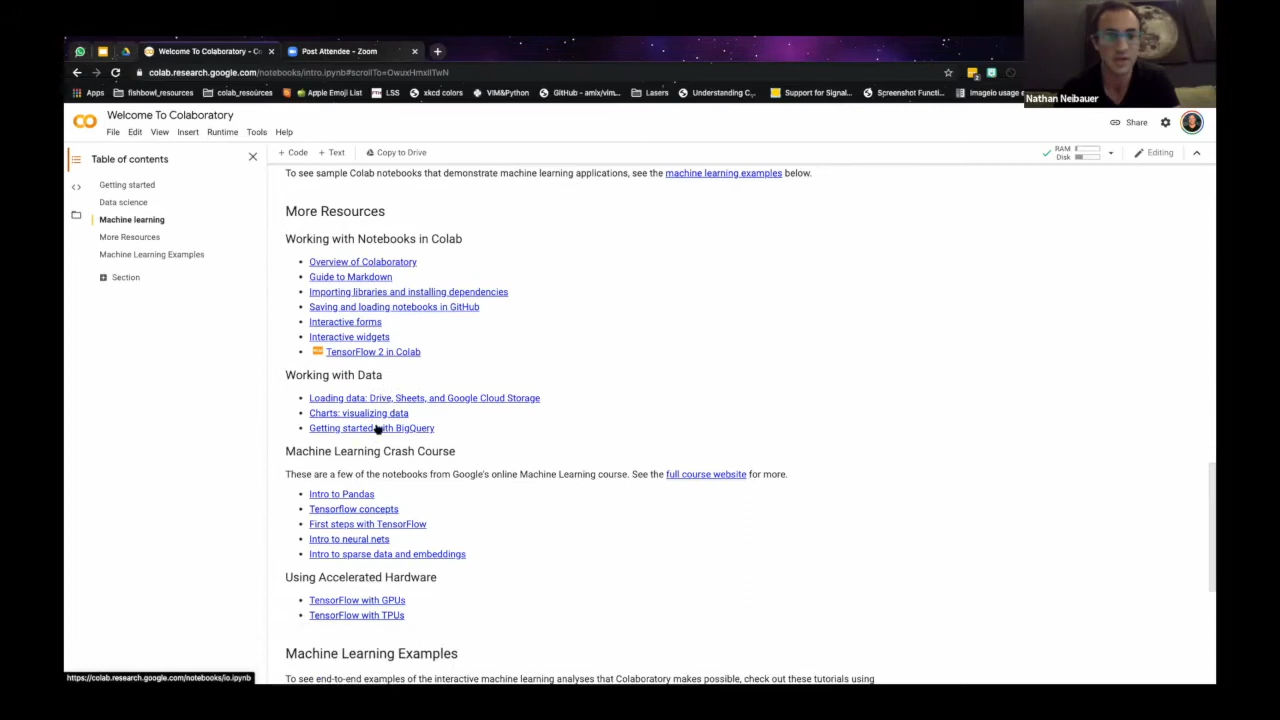 Welcome To Colaboratory - Co
Post Attendee - Zoom
colab.research.google.com/notebooks/intro.ipynb#scrollTo=OwuxHmxllTwN
Apps
fishbowl_resources
colab_resources
Apple Emoji List
LSS
xkcd colors
VIM&Python
GitHub - amix/vim...
Lasers
Understanding C...
Support for Signal...
Screenshot Functi...
Imageio usage e
Nathan Neibauer
Welcome To Colaboratory
Share
File Edit View Insert Runtime Tools Help
Table of contents
+ Code + Text Copy to Drive
RAM
Disk
Editing
Getting started
Data science
Machine learning
More Resources
Machine Learning Examples
Section
To see sample Colab notebooks that demonstrate machine learning applications, see the machine learning examples below.
More Resources
Working with Notebooks in Colab
• Overview of Colaboratory
• Guide to Markdown
• Importing libraries and installing dependencies
• Saving and loading notebooks in GitHub
• Interactive forms
• Interactive widgets
• TensorFlow 2 in Colab
Working with Data
• Loading data: Drive, Sheets, and Google Cloud Storage
• Charts: visualizing data
• Getting started with BigQuery
Machine Learning Crash Course
These are a few of the notebooks from Google's online Machine Learning course. See the full course website for more.
• Intro to Pandas
• Tensorflow concepts
• First steps with TensorFlow
• Intro to neural nets
• Intro to sparse data and embeddings
Using Accelerated Hardware
• TensorFlow with GPUs
• TensorFlow with TPUs
Machine Learning Examples
To see end-to-end examples of the interactive machine learning analyses that Colaboratory makes possible, check out these tutorials using
https://colab.research.google.com/notebooks/io.ipynb